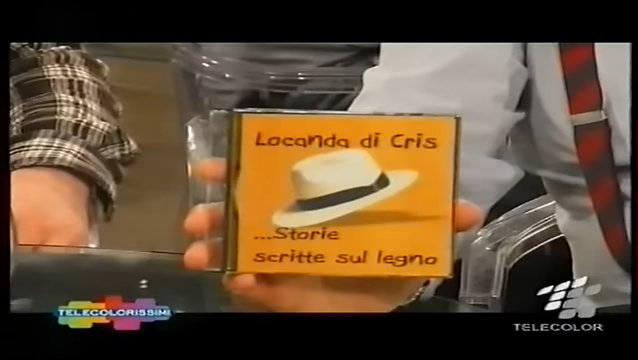 Locanda di Cris
...Storie
scritte sul legno
TELECOLORISSIMI
TELECOLOR